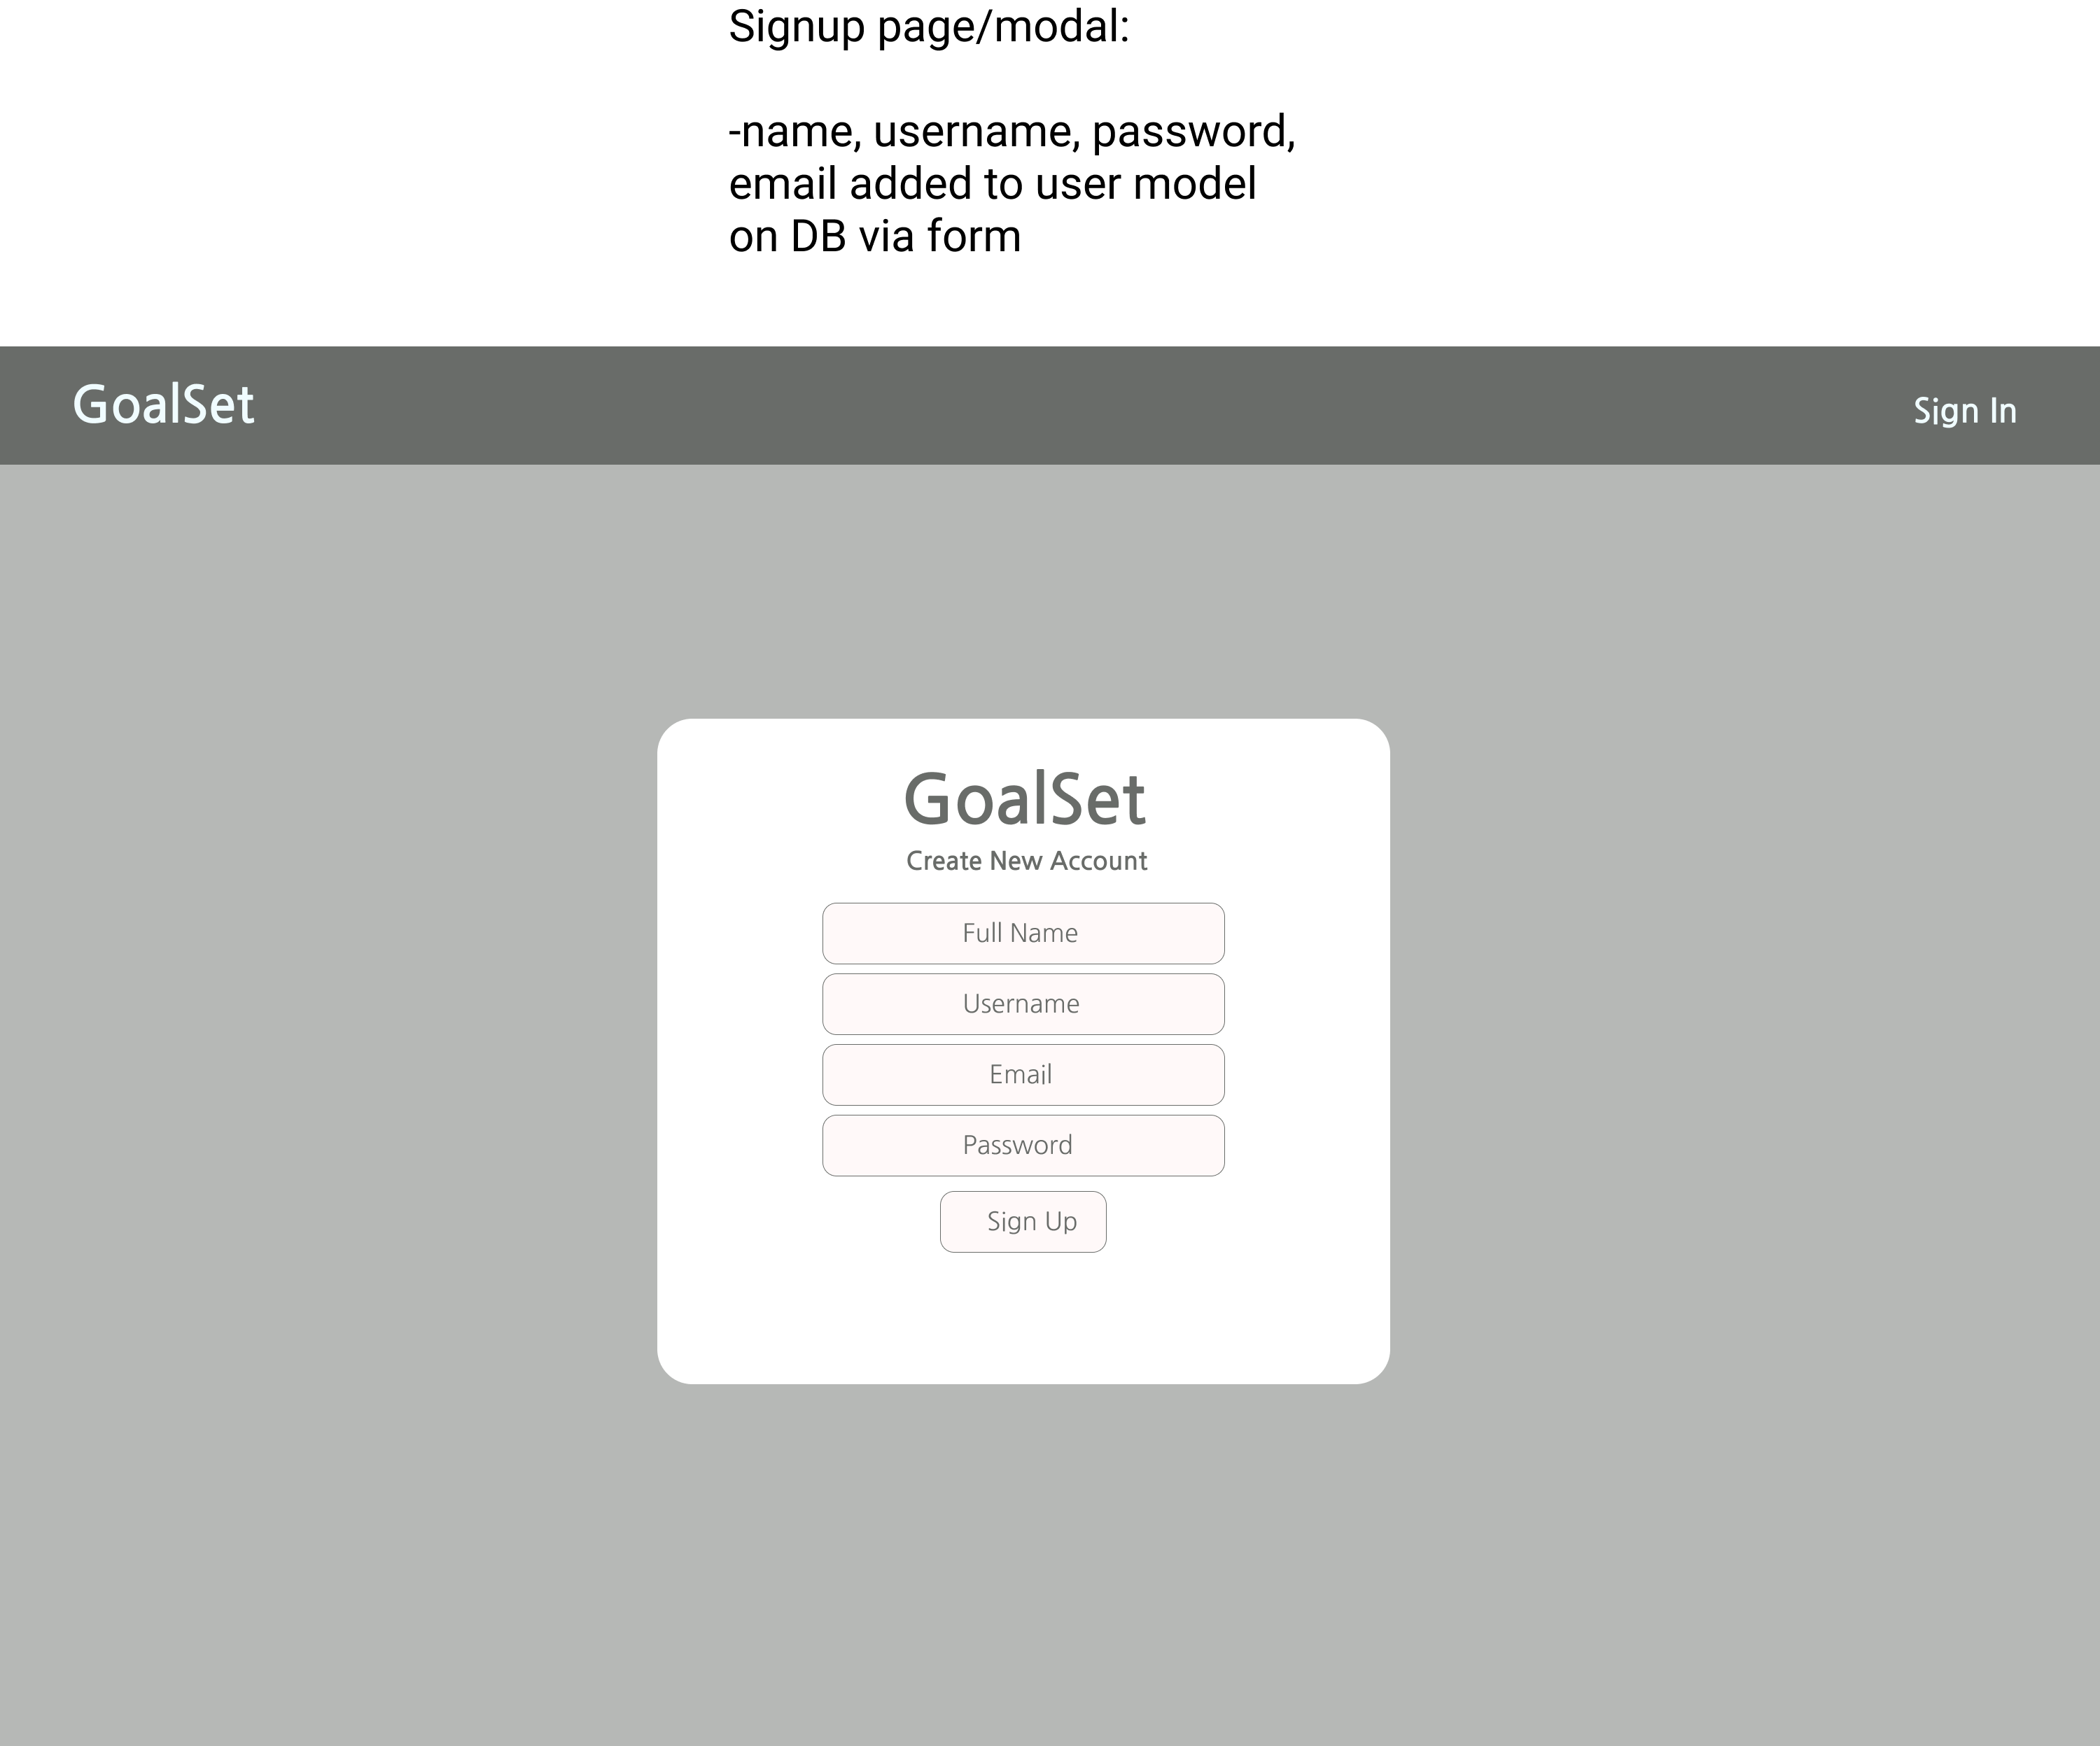 Signup page/modal:
-name, username, password,
email added to user model
on DB via form
GoalSet
Sign In
GoalSet
Create New Account
Full Name
Username
Email
Password
Sign Up